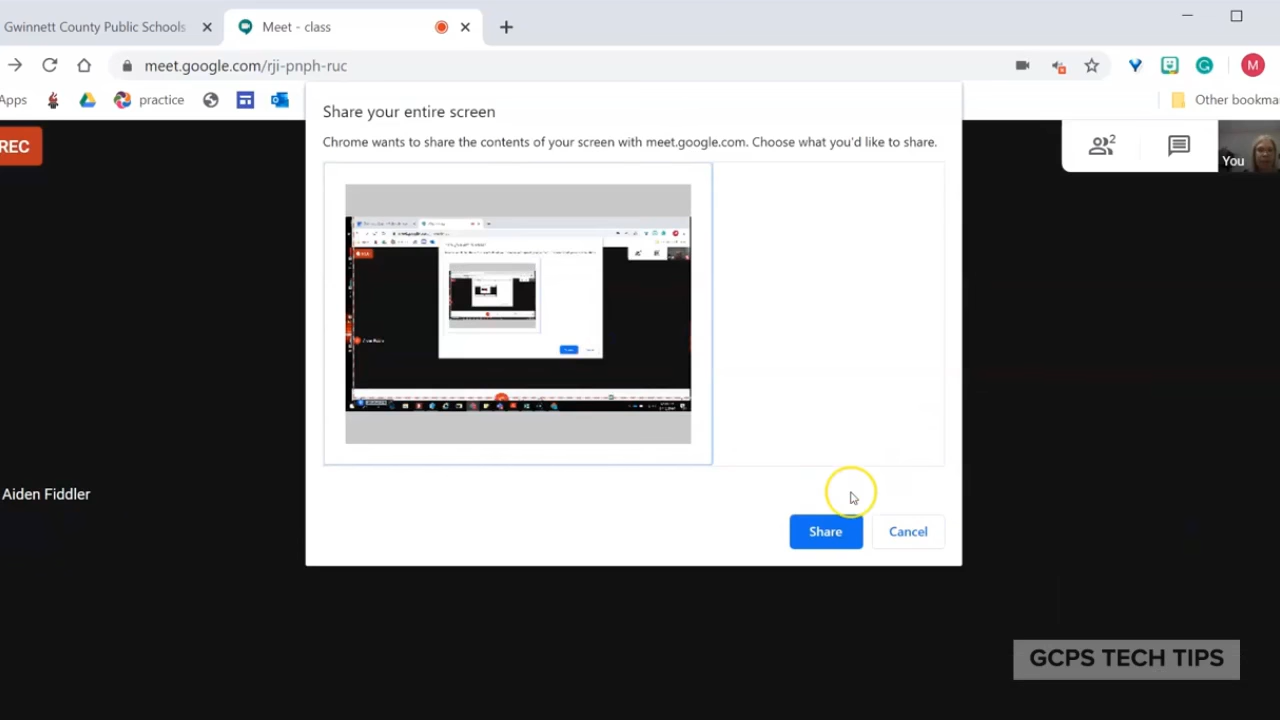 Gwinnett County Public Schools
Meet - class
meet.google.com/rji-pnph-ruc
M
Apps
practice
Other bookma
REC
2
You
Share your entire screen
Chrome wants to share the contents of your screen with meet.google.com. Choose what you'd like to share.
Aiden Fiddler
Share
Cancel
GCPS TECH TIPS